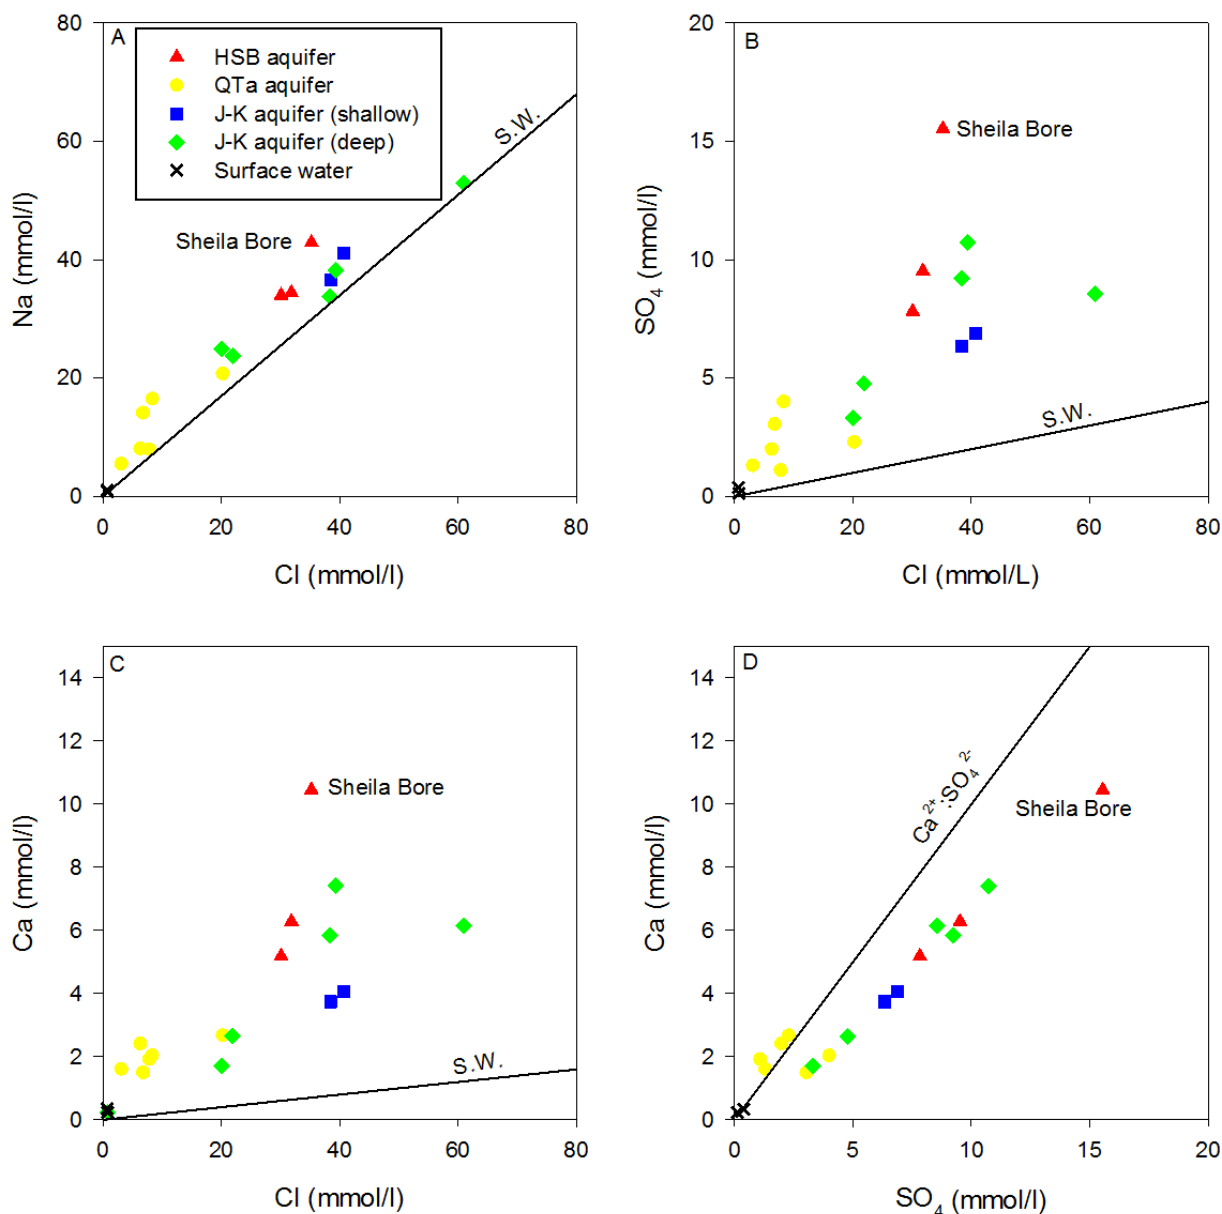 A
HSB aquifer
QTa aquifer
J-K aquifer (shallow)
J-K aquifer (deep)
Surface water
80
60
40
20
0
Na (mmol/l)
Sheila Bore
S.W.
0 20 40 60 80
Cl (mmol/l)
B
20
15
10
5
0
SO₄ (mmol/l)
Sheila Bore
S.W.
0 20 40 60 80
Cl (mmol/L)
C
14
12
10
8
6
4
2
0
Ca (mmol/l)
Sheila Bore
S.W.
0 20 40 60 80
Cl (mmol/l)
D
14
12
10
8
6
4
2
0
Ca (mmol/l)
Ca²⁺:SO₄²⁻
Sheila Bore
0 5 10 15 20
SO₄ (mmol/l)